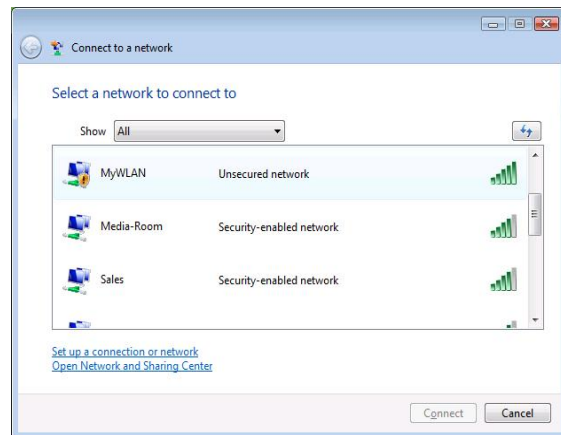 Connect to a network
Select a network to connect to
Show All
MyWLAN Unsecured network
Media-Room Security-enabled network
Sales Security-enabled network
Set up a connection or network
Open Network and Sharing Center
Connect Cancel